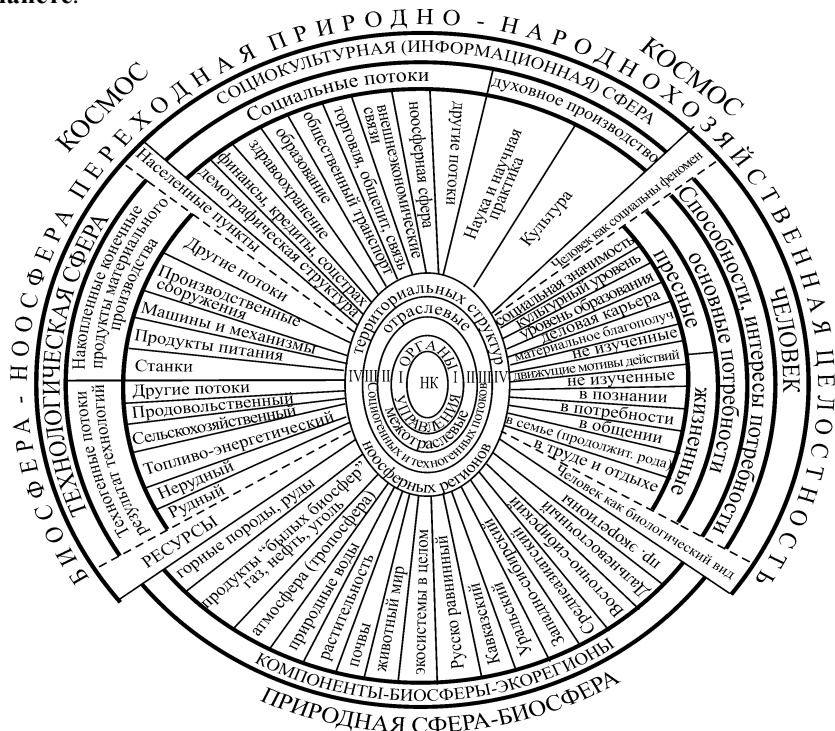 планете.
КОСМОС
КОСМОС
БИОСФЕРА - НООСФЕРА ПЕРЕХОДНАЯ ПРИРОДНО - НАРОДНОХОЗЯЙСТВЕННАЯ ЦЕЛОСТНОСТЬ
СОЦИОКУЛЬТУРНАЯ (ИНФОРМАЦИОННАЯ) СФЕРА
Социальные потоки
духовное производство
демографическая структура
финансы, кредиты, соцстрах
здравоохранение
образование
общественный транспорт
торговля, общепит, связь
внешнеэкономические
связи
ноосферная сфера
другие потоки
Наука и научная
практика
Культура
ЧЕЛОВЕК
Способности, интересы потребности
основные потребности
пресные
жизненные
Человек как социальны феномен
Социальная значимость
культурный уровень
уровень образования
деловая карьера
материальное благополуч.
не изученные
движущие мотивы действий
не изученные
в познании
в потребности
в общении
в семье (продолжит. рода)
в труде и отдыхе
Человек как биологический вид
ТЕХНОЛОГИЧЕСКАЯ СФЕРА
Накопленные конечные
продукты материального
производства
Техногенные потоки
результат технологий
Населенные пункты
Другие потоки
Производственные
сооружения
Машины и механизмы
Продукты питания
Станки
Другие потоки
Продовольственный
Сельскохозяйственный
Топливо-энергетический
Нерудный
Рудный
РЕСУРСЫ
горные породы, руды
продукты “былых биосфер”
газ, нефть, уголь
атмосфера (тропосфера)
природные воды
растительность
почвы
животный мир
экосистемы в целом
Русско равнинный
Кавказский
Уральский
Западно-сибирский
Среднеазиатский
Восточно-сибирский
Дальневосточный
пр. экорегионы
КОМПОНЕНТЫ-БИОСФЕРЫ-ЭКОРЕГИОНЫ
ПРИРОДНАЯ СФЕРА-БИОСФЕРА
территориальных структур
отраслевые
ОРГАНЫ
IV III II I НК I II III IV
УПРАВЛЕНИЯ
межотраслевые
Социогенных и техногенных потоков
ноосферных регионов